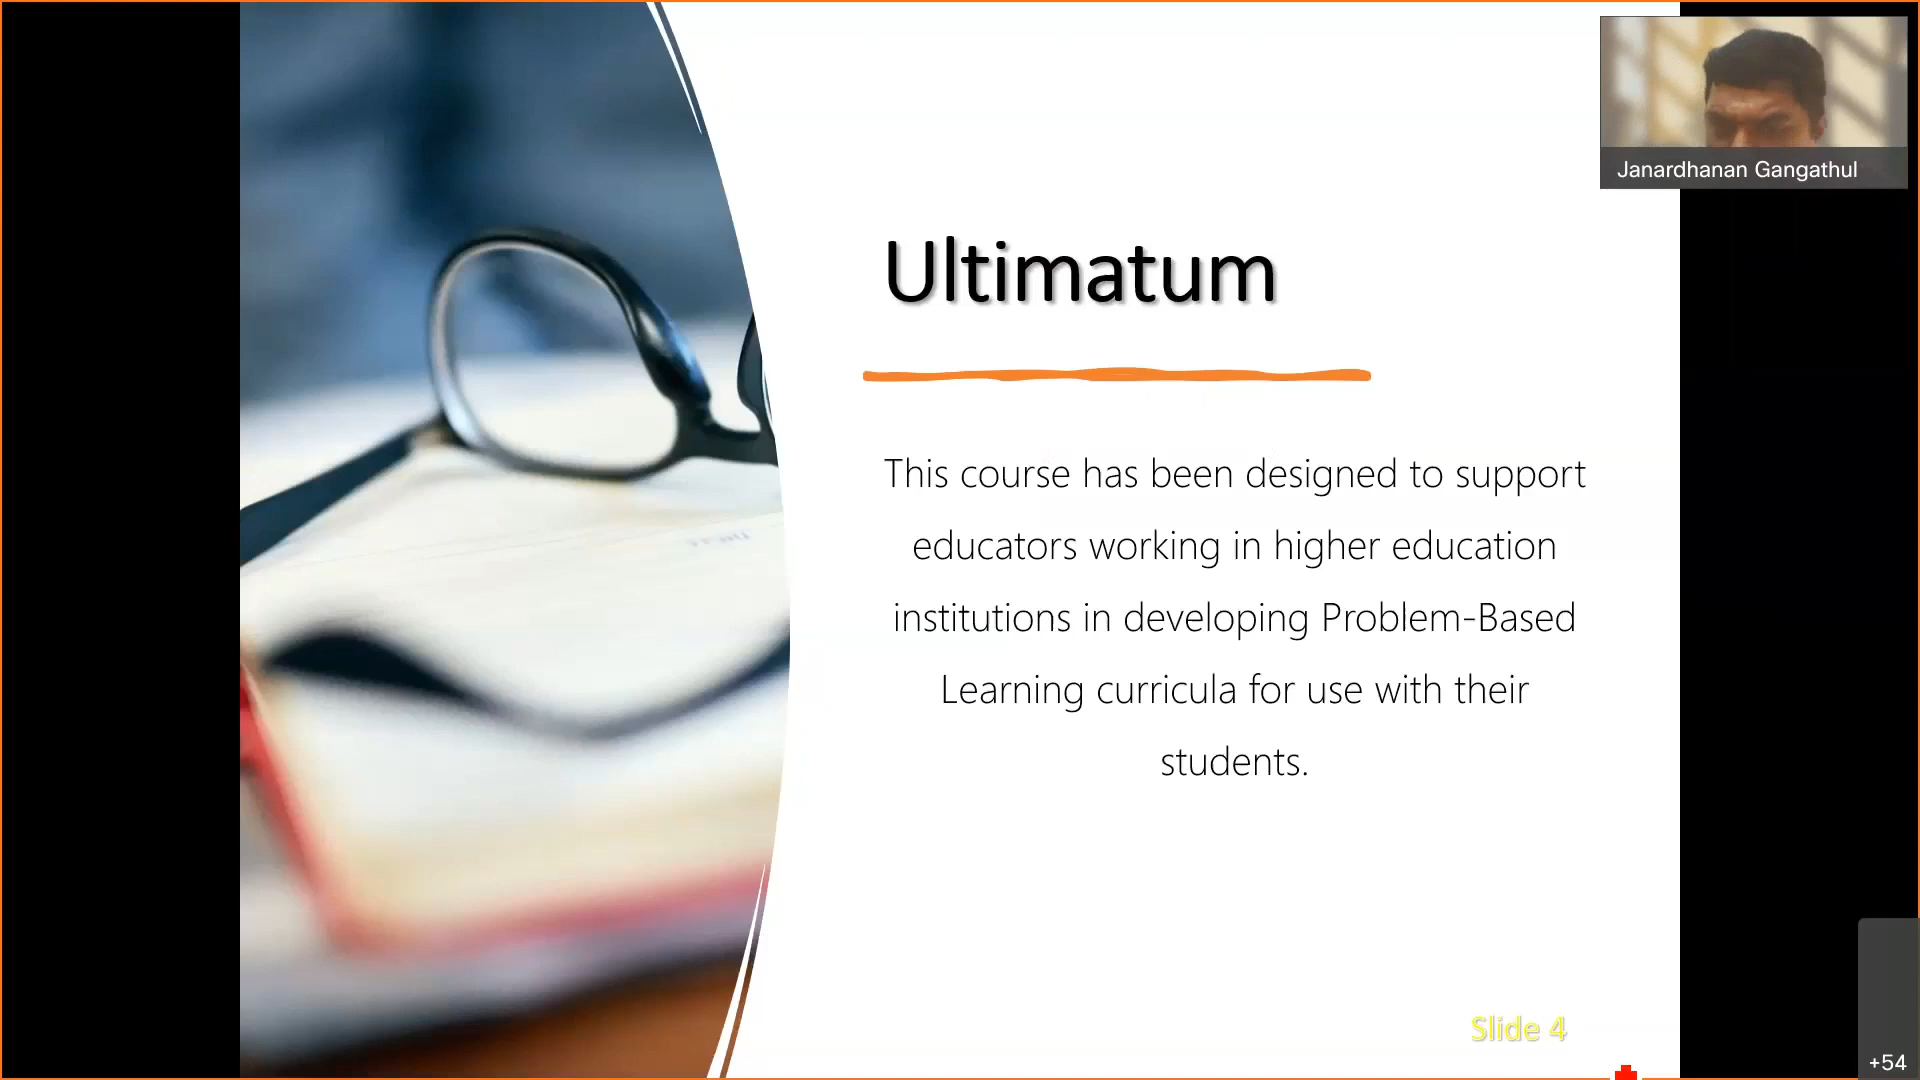 Janardhanan Gangathul
Ultimatum
This course has been designed to support
educators working in higher education
institutions in developing Problem-Based
Learning curricula for use with their
students.
Slide 4
+54